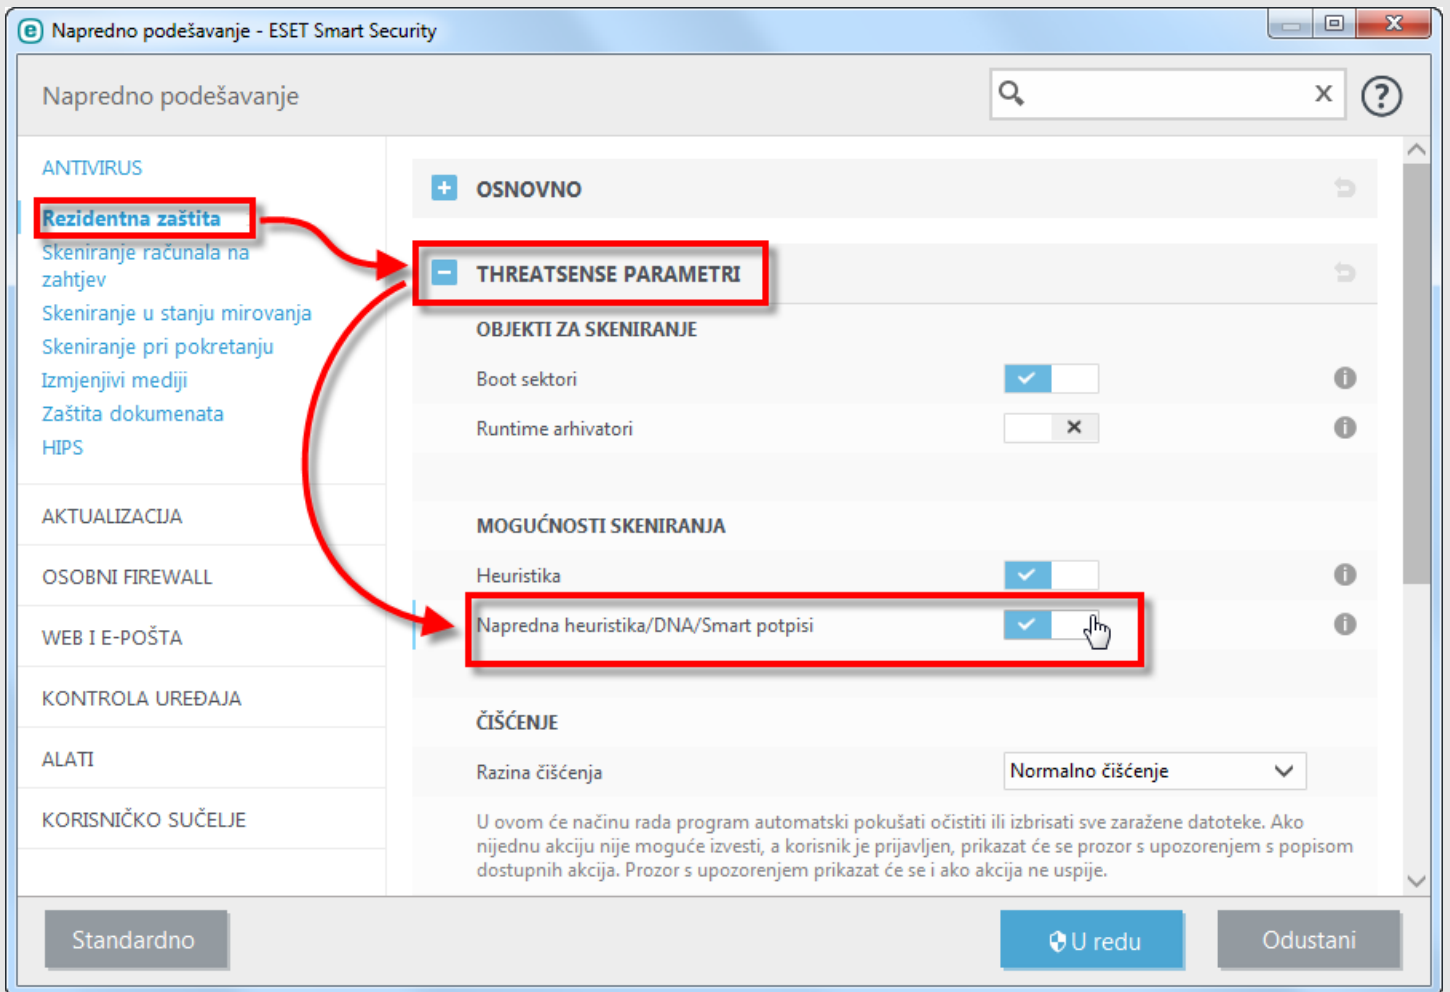 Napredno podešavanje - ESET Smart Security
Napredno podešavanje
ANTIVIRUS
Rezidentna zaštita
Skeniranje računala na
zahtjev
Skeniranje u stanju mirovanja
Skeniranje pri pokretanju
Izmjenjivi mediji
Zaštita dokumenata
HIPS
AKTUALIZACIJA
OSOBNI FIREWALL
WEB I E-POŠTA
KONTROLA UREĐAJA
ALATI
KORISNIČKO SUČELJE
OSNOVNO
THREATSENSE PARAMETRI
OBJEKTI ZA SKENIRANJE
Boot sektori
Runtime arhivatori
MOGUĆNOSTI SKENIRANJA
Heuristika
Napredna heuristika/DNA/Smart potpisi
ČIŠĆENJE
Razina čišćenja
Normalno čišćenje
U ovom će načinu rada program automatski pokušati očistiti ili izbrisati sve zaražene datoteke. Ako
nijednu akciju nije moguće izvesti, a korisnik je prijavljen, prikazat će se prozor s upozorenjem s popisom
dostupnih akcija. Prozor s upozorenjem prikazat će se i ako akcija ne uspije.
Standardno
U redu
Odustani